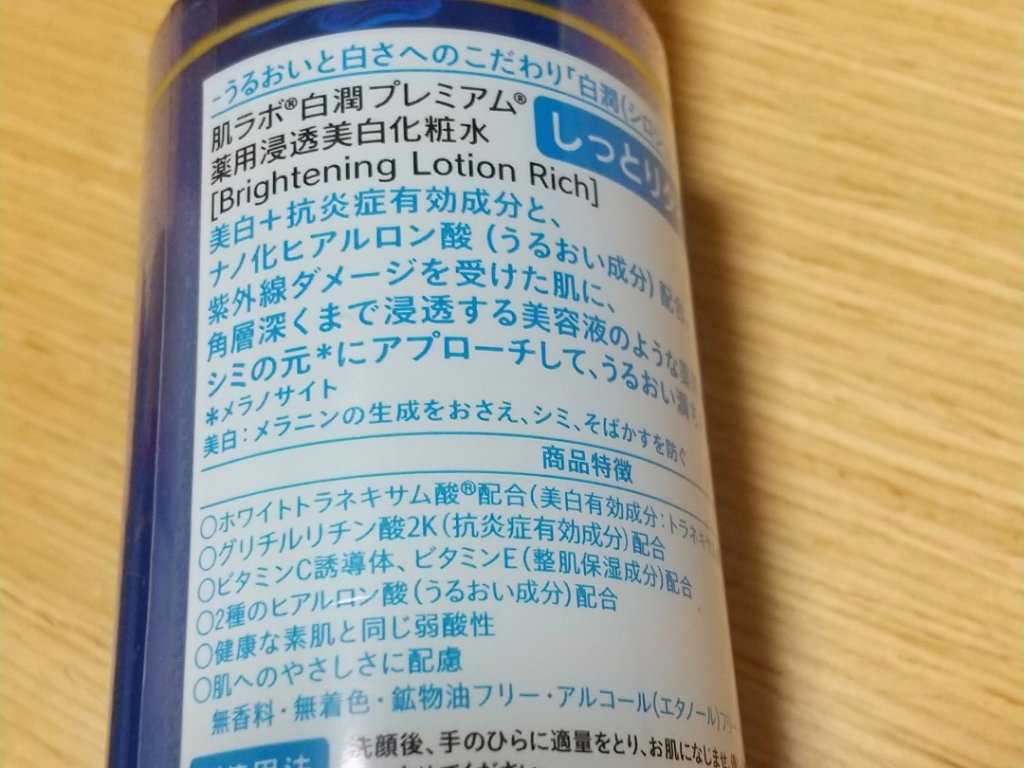 -うるおいと白さへのこだわり「白潤(シロジ
肌ラボ®白潤プレミアム®
薬用浸透美白化粧水
しっとり
[Brightening Lotion Rich]
美白+抗炎症有効成分と、
ナノ化ヒアルロン酸(うるおい成分)配合
紫外線ダメージを受けた肌に、
角層深くまで浸透する美容液のような
シミの元*にアプローチして、うるおい満ち
*メラノサイト
美白:メラニンの生成をおさえ、シミ、そばかすを防ぐ
商品特徴
○ホワイトトラネキサム酸®配合(美白有効成分:トラネキサム
○グリチルリチン酸2K(抗炎症有効成分)配合
○ビタミンC誘導体、ビタミンE(整肌保湿成分)配合
○2種のヒアルロン酸(うるおい成分)配合
○健康な素肌と同じ弱酸性
○肌へのやさしさに配慮
無香料・無着色・鉱物油フリー・アルコール(エタノール)フリー
洗顔後、手のひらに適量をとり、お肌になじませ